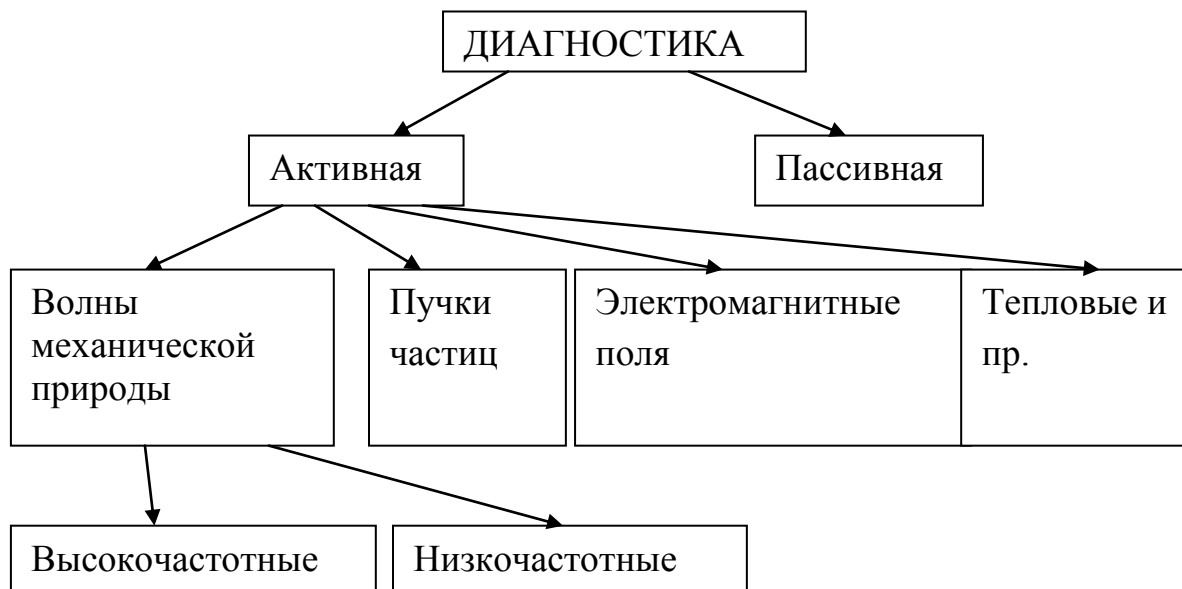 ДИАГНОСТИКА
Активная
Пассивная
Волны
механической
природы
Пучки
частиц
Электромагнитные
поля
Тепловые и
пр.
Высокочастотные
Низкочастотные